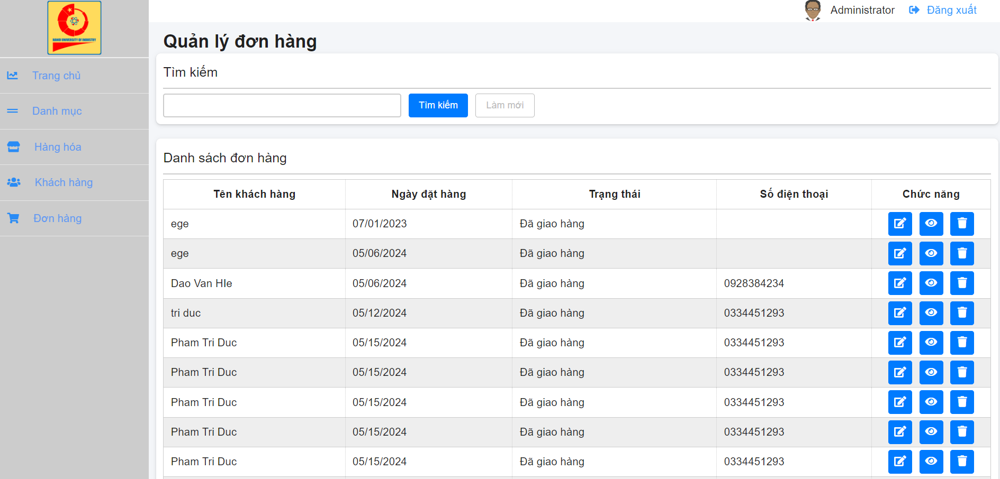 HANOI UNIVERSITY OF INDUSTRY
Administrator Đăng xuất
Trang chủ
Danh mục
Hàng hóa
Khách hàng
Đơn hàng
Quản lý đơn hàng
Tìm kiếm
Tìm kiếm Làm mới
Danh sách đơn hàng
Tên khách hàng Ngày đặt hàng Trạng thái Số điện thoại Chức năng
ege 07/01/2023 Đã giao hàng
ege 05/06/2024 Đã giao hàng
Dao Van HIe 05/06/2024 Đã giao hàng 0928384234
tri duc 05/12/2024 Đã giao hàng 0334451293
Pham Tri Duc 05/15/2024 Đã giao hàng 0334451293
Pham Tri Duc 05/15/2024 Đã giao hàng 0334451293
Pham Tri Duc 05/15/2024 Đã giao hàng 0334451293
Pham Tri Duc 05/15/2024 Đã giao hàng 0334451293
Pham Tri Duc 05/15/2024 Đã giao hàng 0334451293